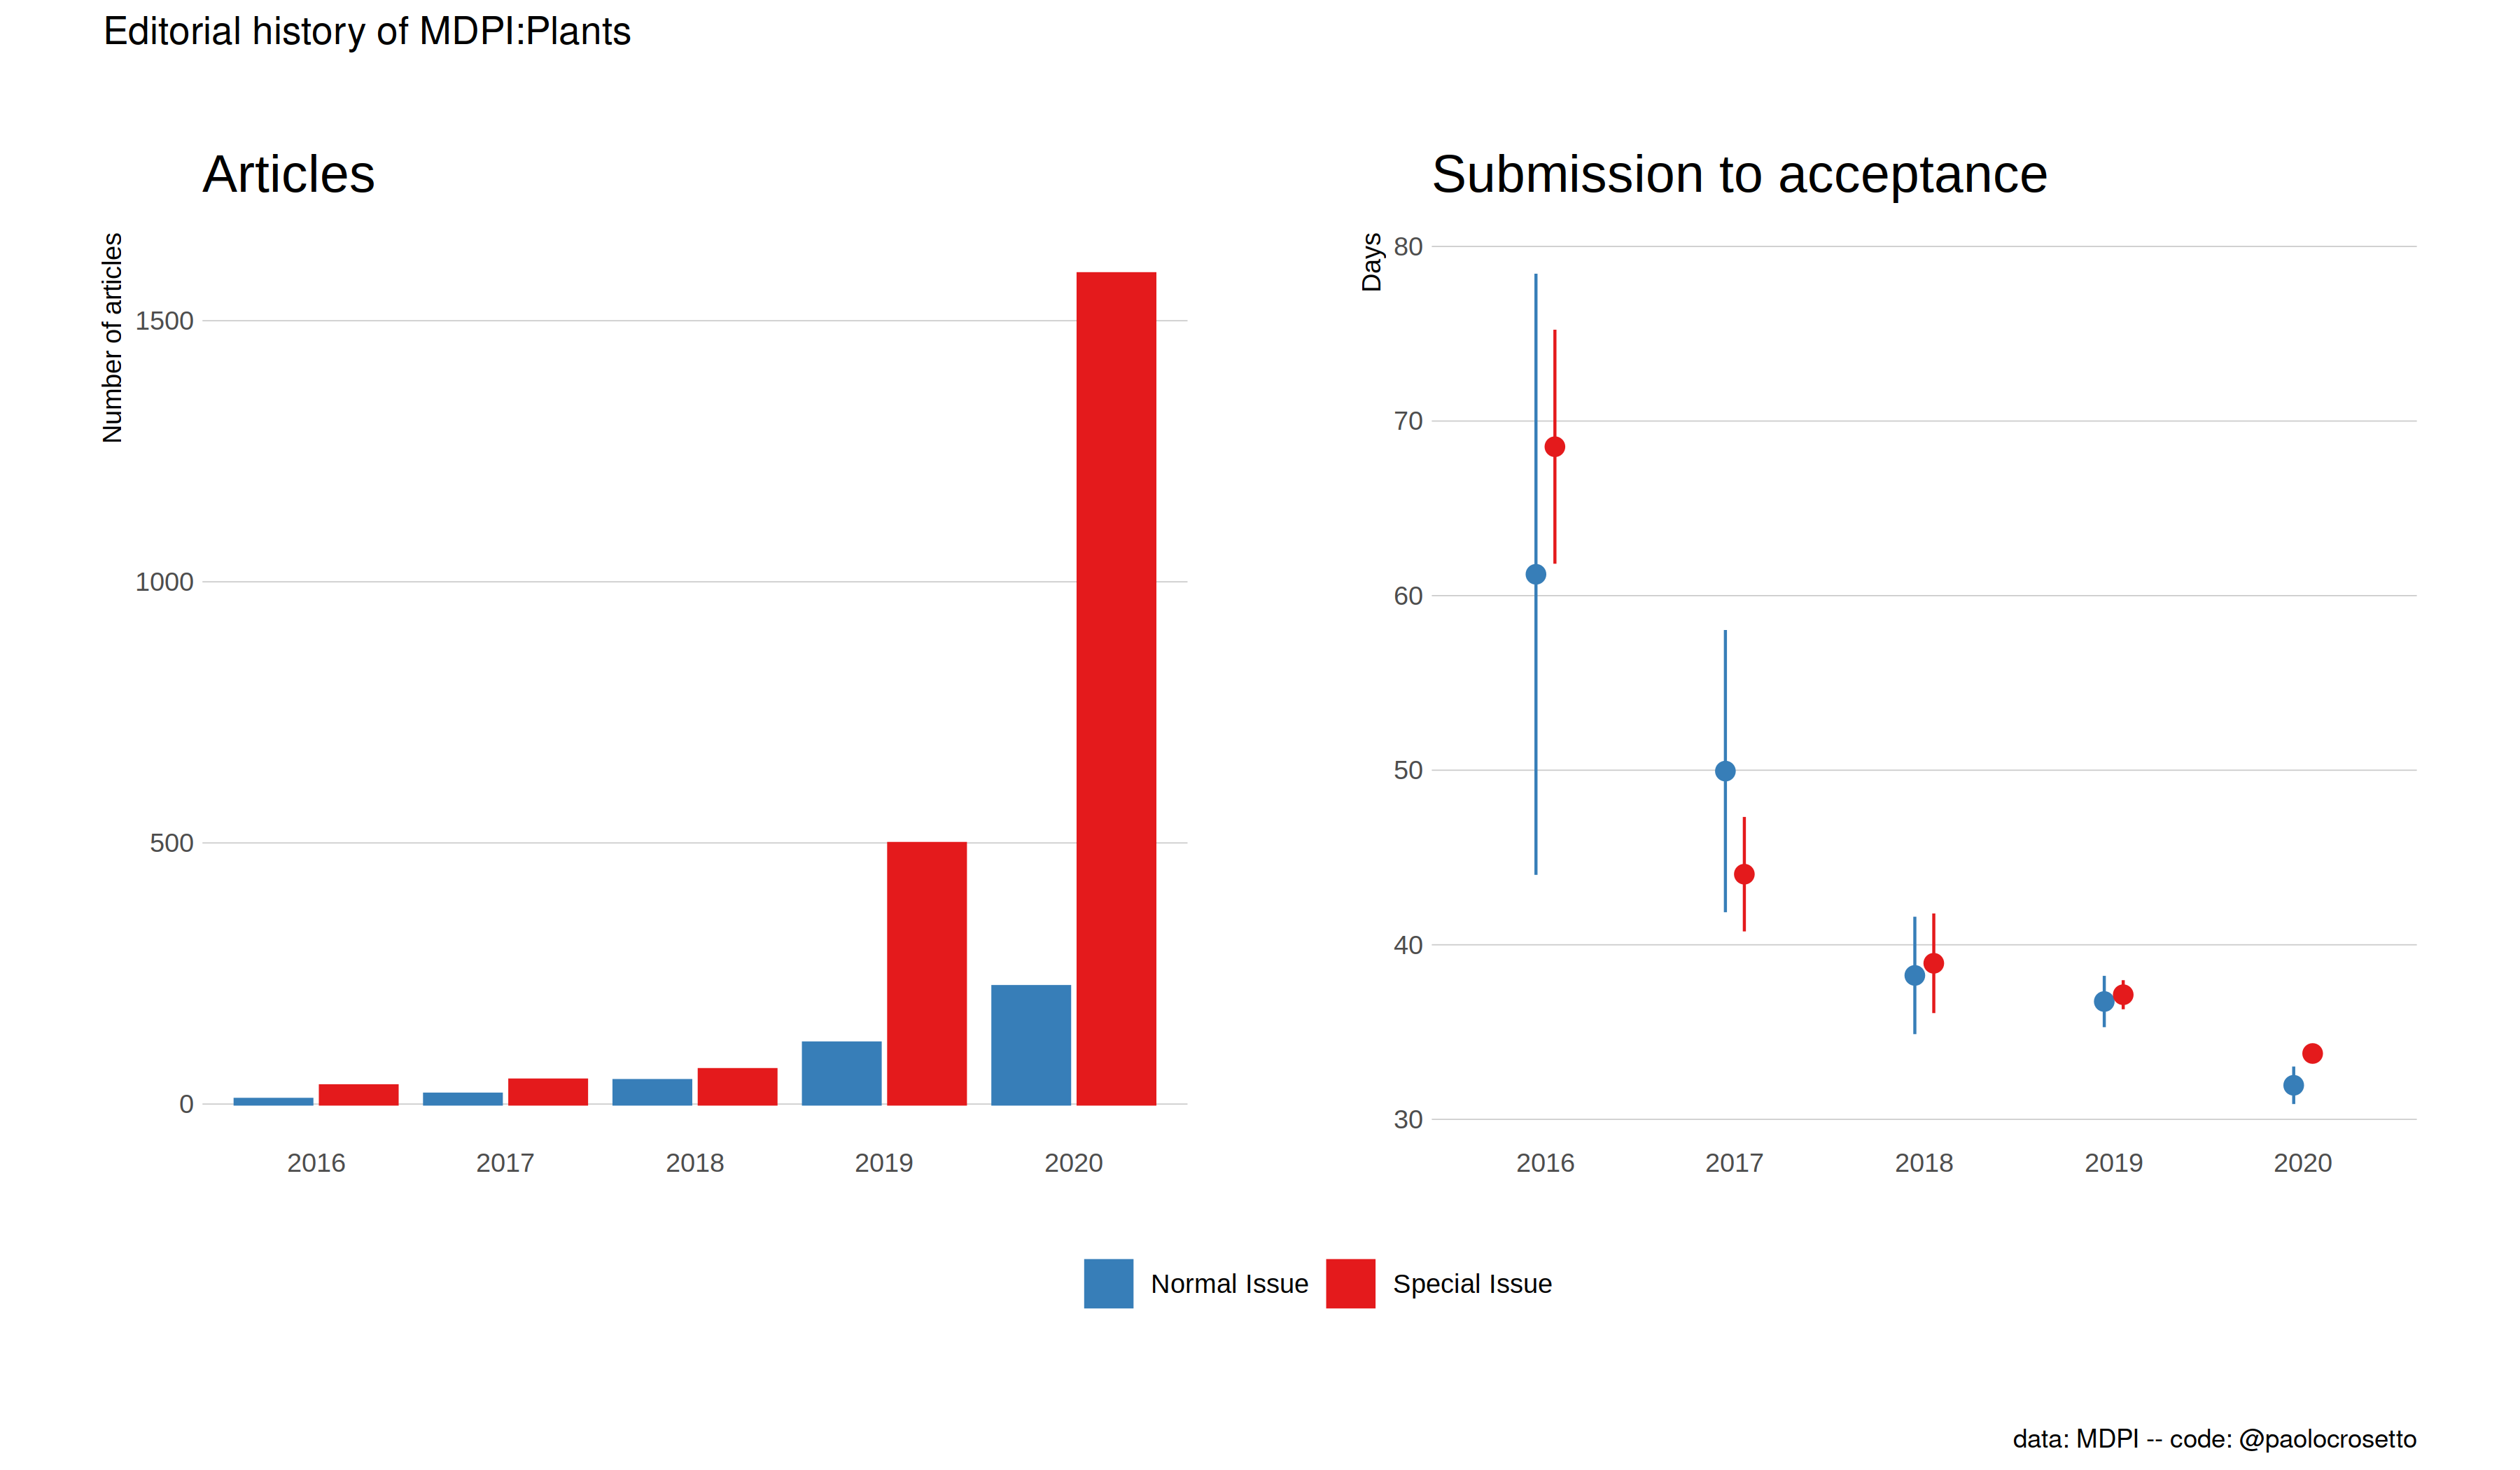 Editorial history of MDPI:Plants
Articles
Number of articles
1500
1000
500
0
2016 2017 2018 2019 2020
Submission to acceptance
Days
80
70
60
50
40
30
2016 2017 2018 2019 2020
Normal Issue Special Issue
data: MDPI -- code: @paolocrosetto